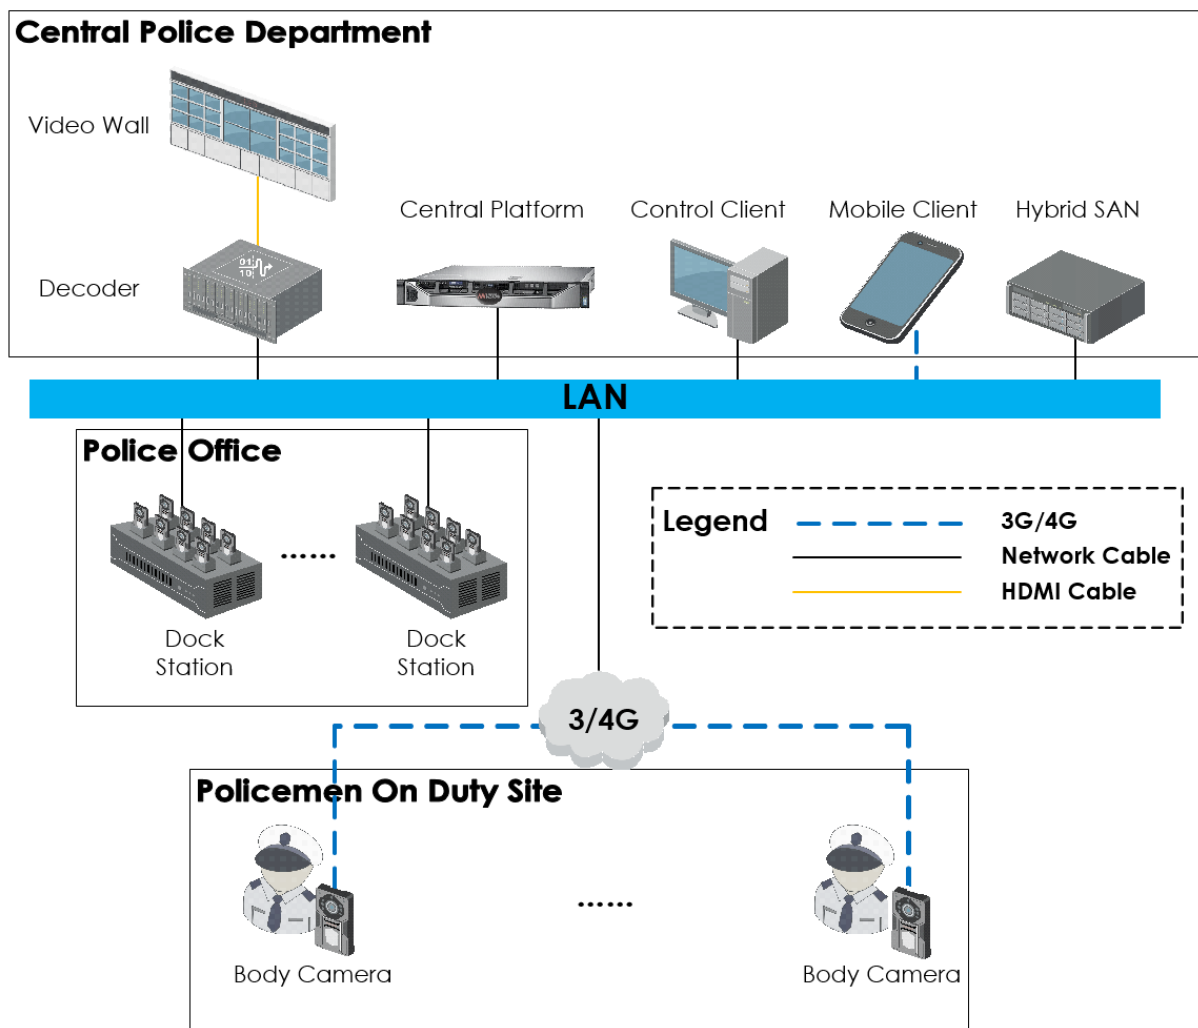 Central Police Department
Video Wall
Central Platform
Control Client
Mobile Client
Hybrid SAN
Decoder
01
10
LAN
Police Office
......
Dock
Station
Dock
Station
Legend
3G/4G
Network Cable
HDMI Cable
3/4G
Policemen On Duty Site
......
Body Camera
Body Camera